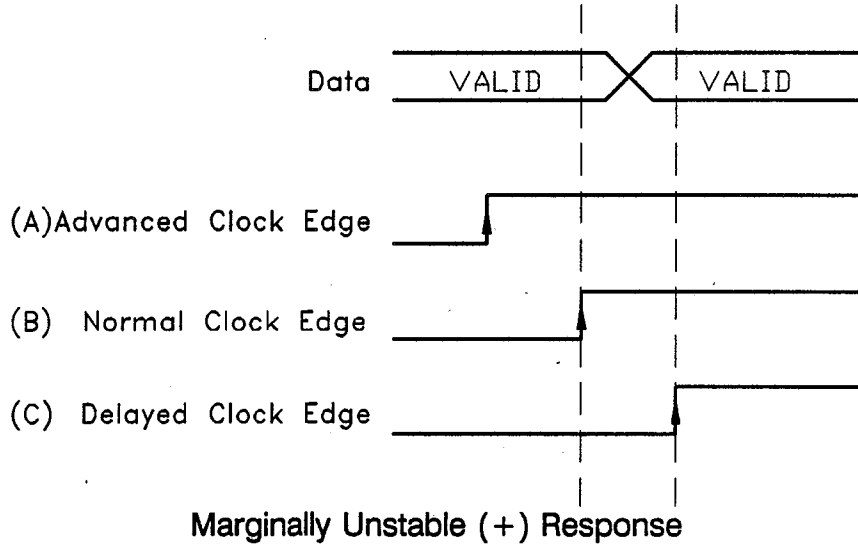 Data VALID VALID
(A)Advanced Clock Edge
(B) Normal Clock Edge
(C) Delayed Clock Edge
Marginally Unstable (+) Response